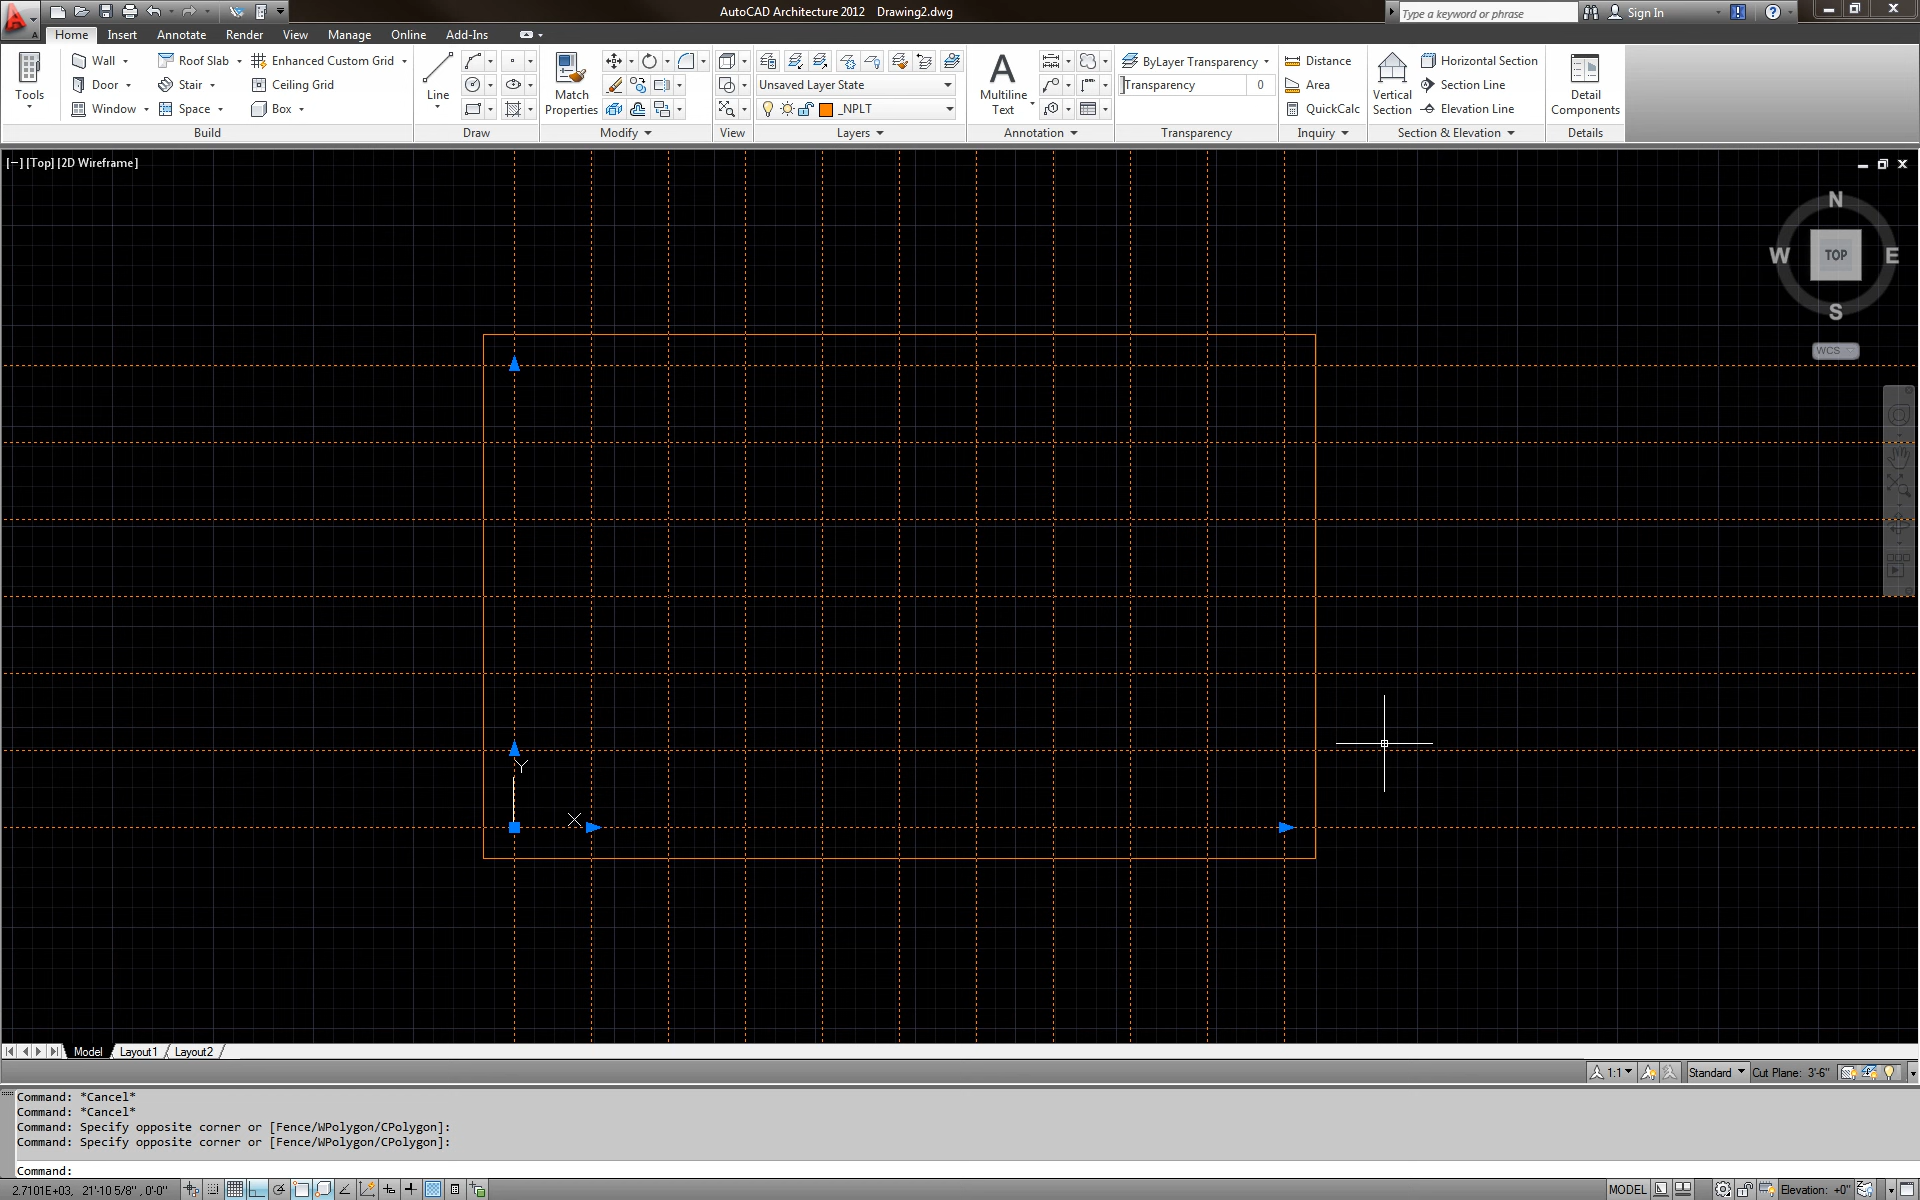 AutoCAD Architecture 2012 Drawing2.dwg
Type a keyword or phrase
Sign In
Home Insert Annotate Render View Manage Online Add-Ins
Tools
Wall
Door
Window
Roof Slab
Stair
Space
Enhanced Custom Grid
Ceiling Grid
Box
Build
Line
Draw
Match
Properties
Modify
View
Unsaved Layer State
_NPLT
Layers
A
Multiline
Text
Annotation
ByLayer Transparency
Transparency 0
Transparency
Distance
Area
QuickCalc
Inquiry
Vertical
Section
Horizontal Section
Section Line
Elevation Line
Section & Elevation
Detail
Components
Details
[−] [Top] [2D Wireframe]
N
W TOP E
S
WCS
Y
X
Model Layout1 Layout2
1:1 Standard Cut Plane: 3'-6"
Command: *Cancel*
Command: *Cancel*
Command: Specify opposite corner or [Fence/WPolygon/CPolygon]:
Command: Specify opposite corner or [Fence/WPolygon/CPolygon]:
Command:
2.7101E+03, 21'-10 5/8", 0'-0"
MODEL
Elevation: +0"